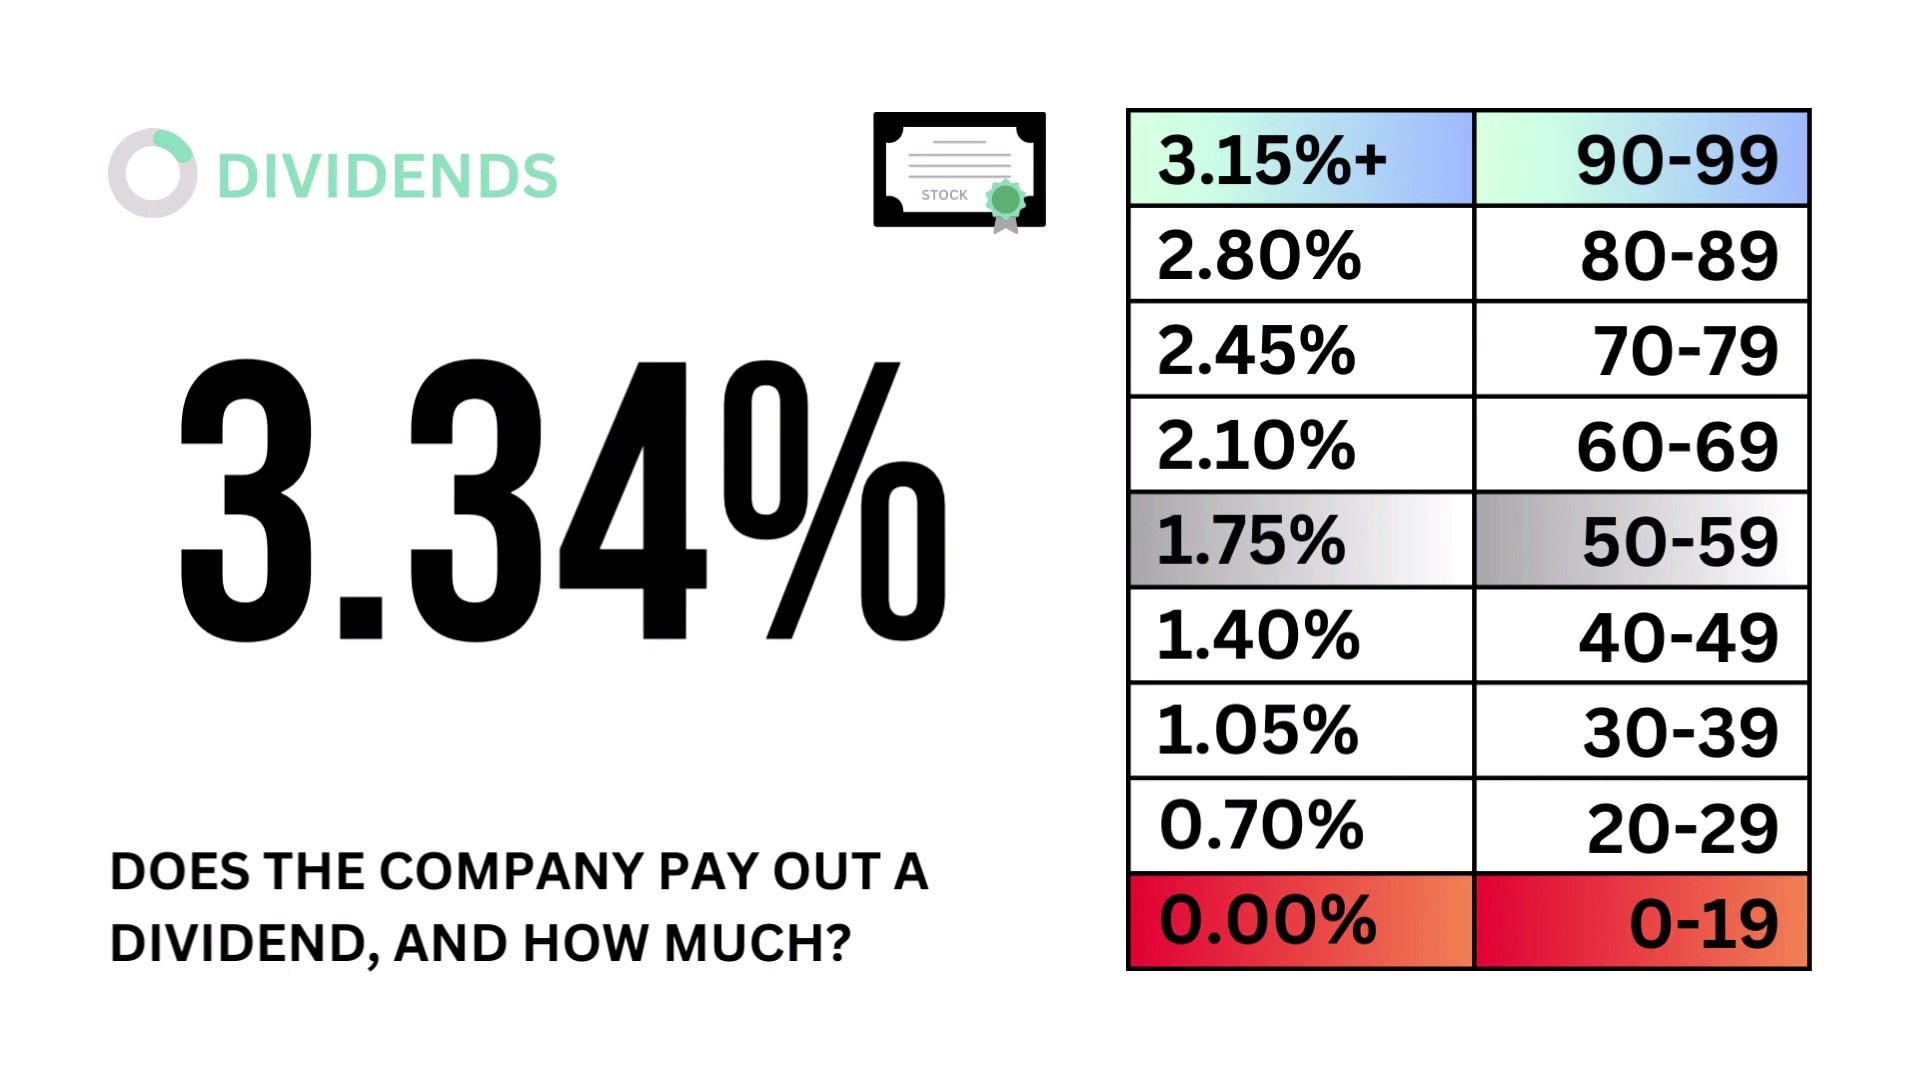 DIVIDENDS
STOCK
3.34%
DOES THE COMPANY PAY OUT A
DIVIDEND, AND HOW MUCH?
3.15%+ 90-99
2.80% 80-89
2.45% 70-79
2.10% 60-69
1.75% 50-59
1.40% 40-49
1.05% 30-39
0.70% 20-29
0.00% 0-19